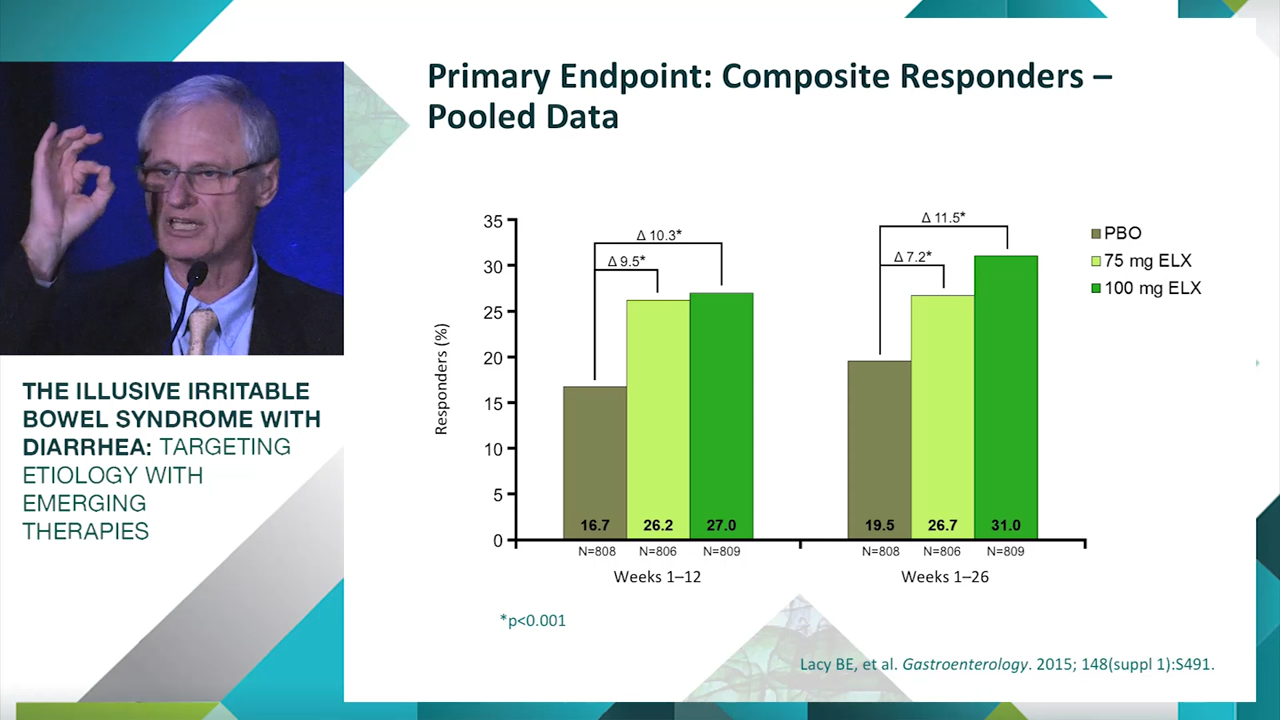 Primary Endpoint: Composite Responders –
Pooled Data
THE ILLUSIVE IRRITABLE
BOWEL SYNDROME WITH
DIARRHEA: TARGETING
ETIOLOGY WITH
EMERGING
THERAPIES
Responders (%)
35
30
25
20
15
10
5
0
Δ 10.3*
Δ 9.5*
Δ 11.5*
Δ 7.2*
16.7 26.2 27.0
19.5 26.7 31.0
N=808 N=806 N=809
N=808 N=806 N=809
Weeks 1–12
Weeks 1–26
PBO
75 mg ELX
100 mg ELX
*p<0.001
Lacy BE, et al. Gastroenterology. 2015; 148(suppl 1):S491.